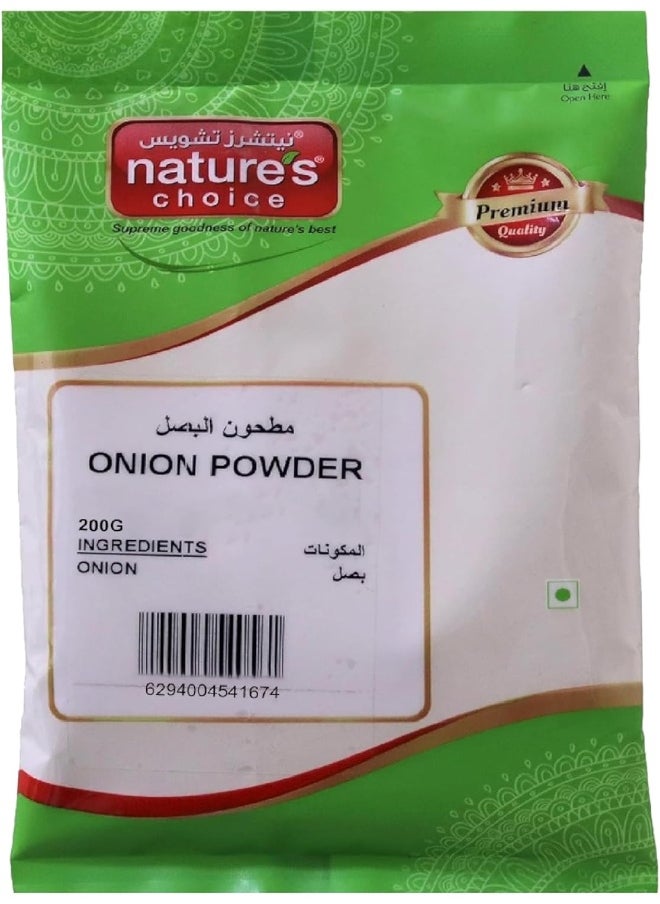 إفتح هنا
Open Here
نيتشرز تشويس®
nature's®
choice
Supreme goodness of nature's best
Premium
Quality
مطحون البصل
ONION POWDER
200G
INGREDIENTS المكونات
ONION بصل
6294004541674